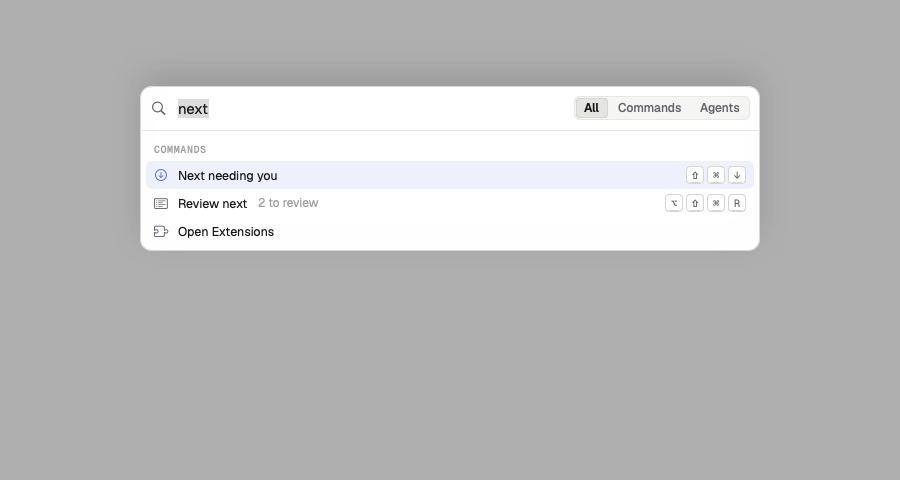 next All Commands Agents
COMMANDS
Next needing you ⇧ ⌘ ↓
Review next 2 to review ⌥ ⇧ ⌘ R
Open Extensions